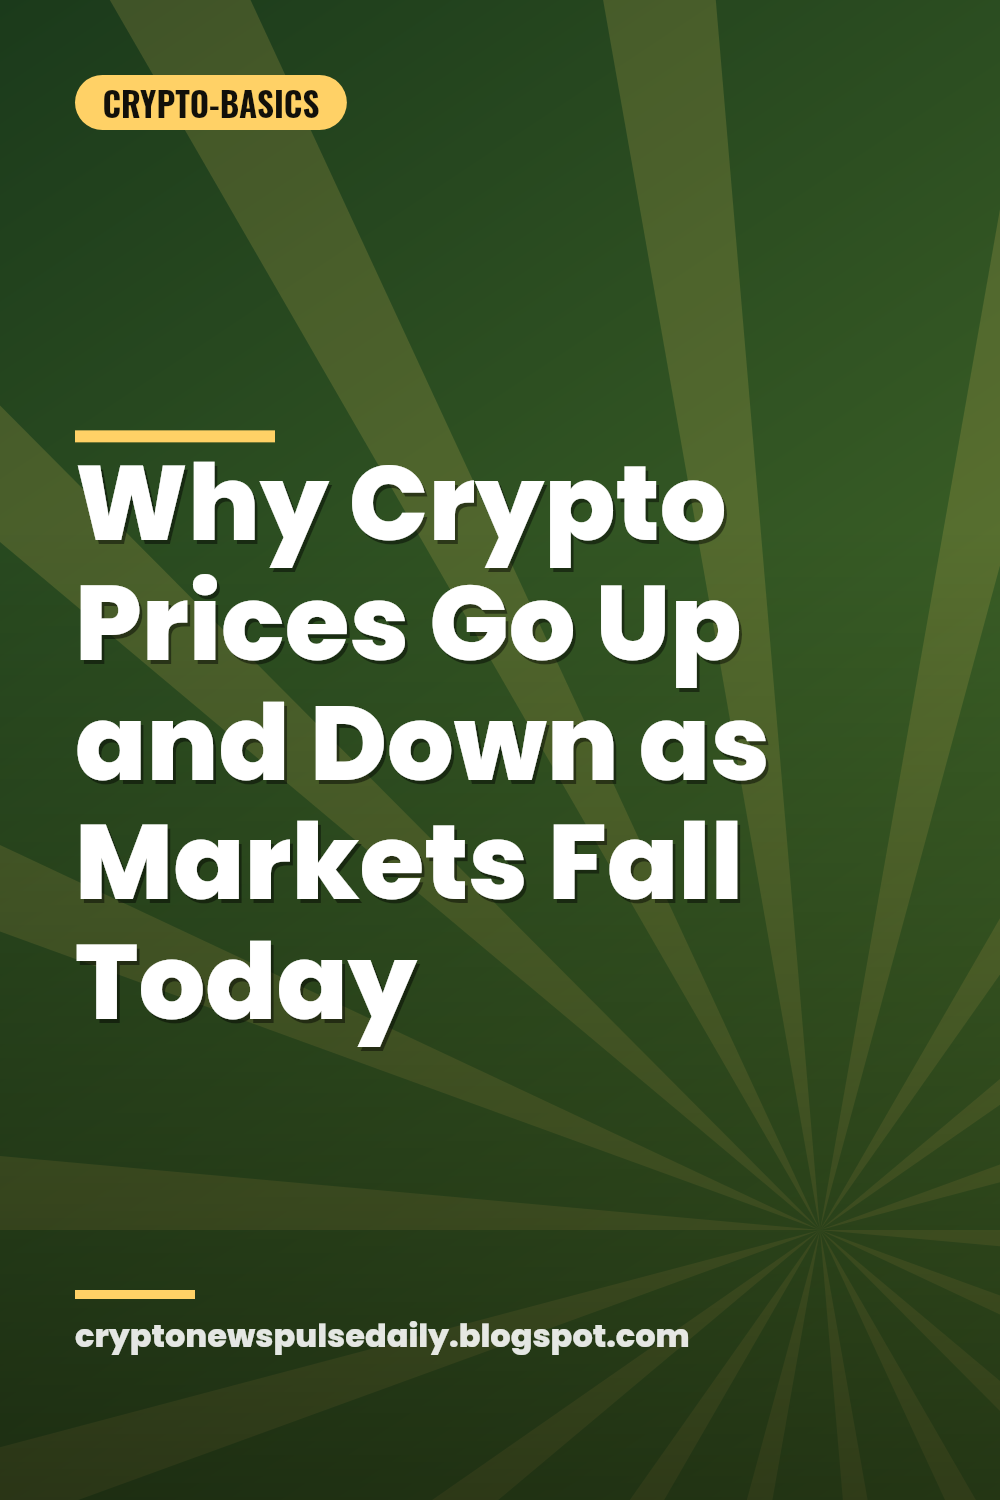 CRYPTO-BASICS
Why Crypto
Prices Go Up
and Down as
Markets Fall
Today
cryptonewspulsedaily.blogspot.com